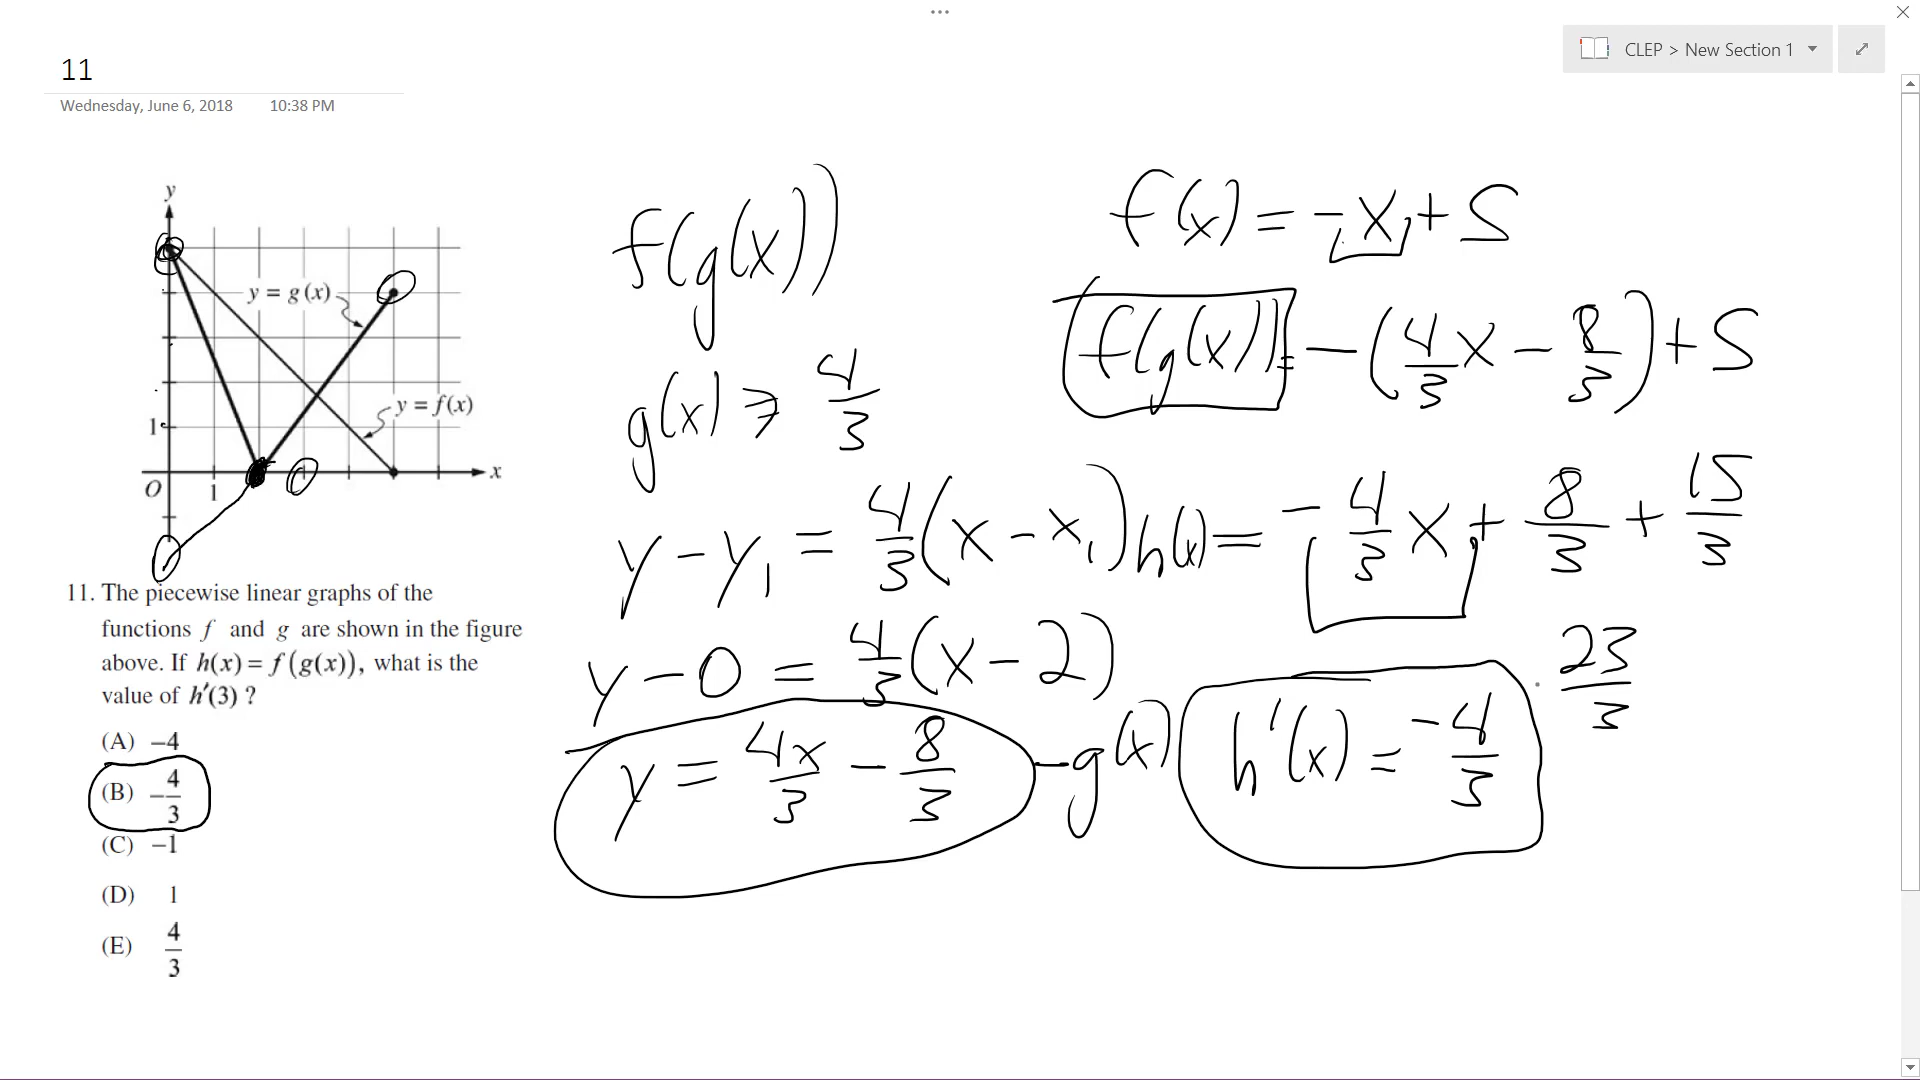 ...
CLEP > New Section 1
11
Wednesday, June 6, 2018 10:38 PM
y
y = g(x)
y = f(x)
1
O
1
x
11. The piecewise linear graphs of the
functions f and g are shown in the figure
above. If h(x) = f(g(x)), what is the
value of h′(3) ?
(A) −4
(B) −4/3
(C) −1
(D) 1
(E) 4/3
f(g(x))
g(x) ⇒ 4/3
y − y₁ = 4/3(x − x₁)
y − 0 = 4/3(x − 2)
y = 4x/3 − 8/3 − g(x)
f(x) = −x + 5
f(g(x)) = −(4/3x − 8/3) + 5
h(x) = −4/3x + 8/3 + 15/3
23/3
h'(x) = −4/3